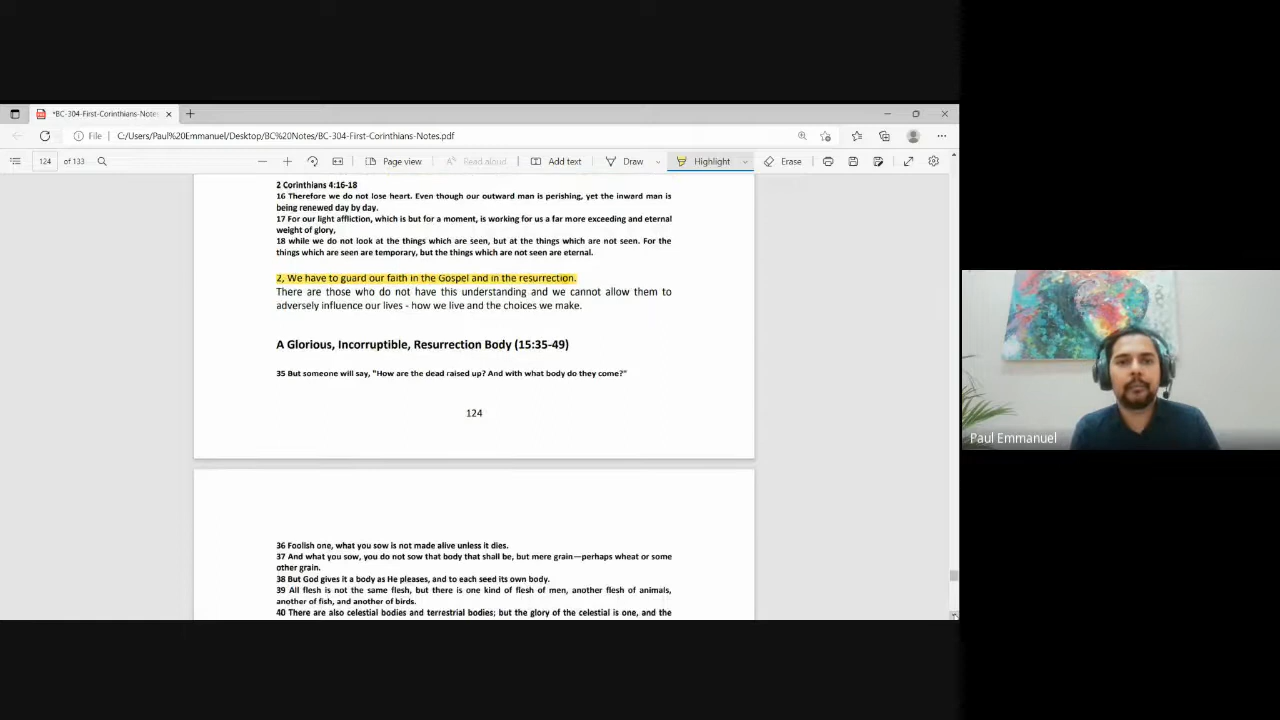 *BC-304-First-Corinthians-Notes
File
C:/Users/Paul%20Emmanuel/Desktop/BC%20Notes/BC-304-First-Corinthians-Notes.pdf
124 of 133
Page view
Read aloud
Add text
Draw
Highlight
Erase
2 Corinthians 4:16-18
16 Therefore we do not lose heart. Even though our outward man is perishing, yet the inward man is
being renewed day by day.
17 For our light affliction, which is but for a moment, is working for us a far more exceeding and eternal
weight of glory,
18 while we do not look at the things which are seen, but at the things which are not seen. For the
things which are seen are temporary, but the things which are not seen are eternal.
2, We have to guard our faith in the Gospel and in the resurrection.
There are those who do not have this understanding and we cannot allow them to
adversely influence our lives - how we live and the choices we make.
A Glorious, Incorruptible, Resurrection Body (15:35-49)
35 But someone will say, "How are the dead raised up? And with what body do they come?"
124
36 Foolish one, what you sow is not made alive unless it dies.
37 And what you sow, you do not sow that body that shall be, but mere grain—perhaps wheat or some
other grain.
38 But God gives it a body as He pleases, and to each seed its own body.
39 All flesh is not the same flesh, but there is one kind of flesh of men, another flesh of animals,
another of fish, and another of birds.
40 There are also celestial bodies and terrestrial bodies; but the glory of the celestial is one, and the
Paul Emmanuel